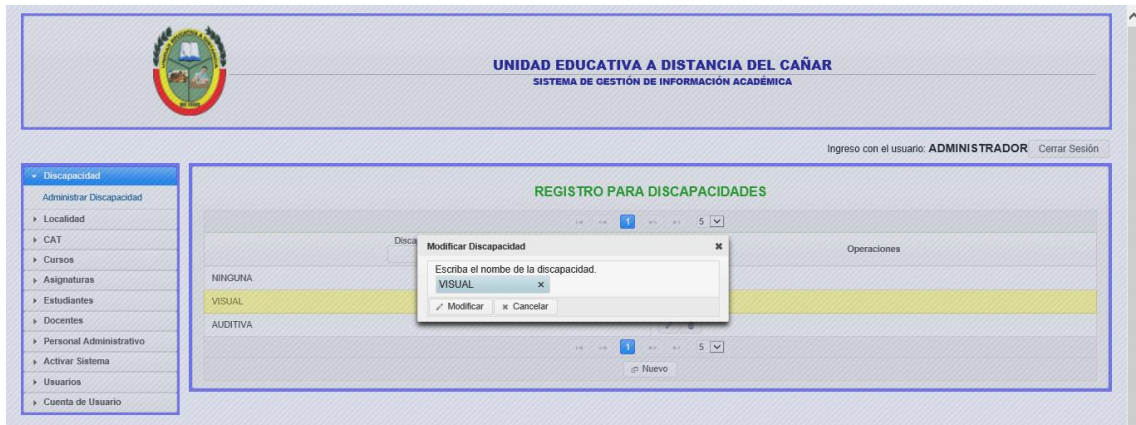 UNIDAD EDUCATIVA A DISTANCIA DEL CAÑAR
SISTEMA DE GESTIÓN DE INFORMACIÓN ACADÉMICA
Ingreso con el usuario: ADMINISTRADOR Cerrar Sesión
Discapacidad
Administrar Discapacidad
Localidad
CAT
Cursos
Asignaturas
Estudiantes
Docentes
Personal Administrativo
Activar Sistema
Usuarios
Cuenta de Usuario
REGISTRO PARA DISCAPACIDADES
1 5
Disca
Operaciones
NINGUNA
VISUAL
AUDITIVA
Modificar Discapacidad
Escriba el nombe de la discapacidad.
VISUAL
Modificar Cancelar
1 5
Nuevo